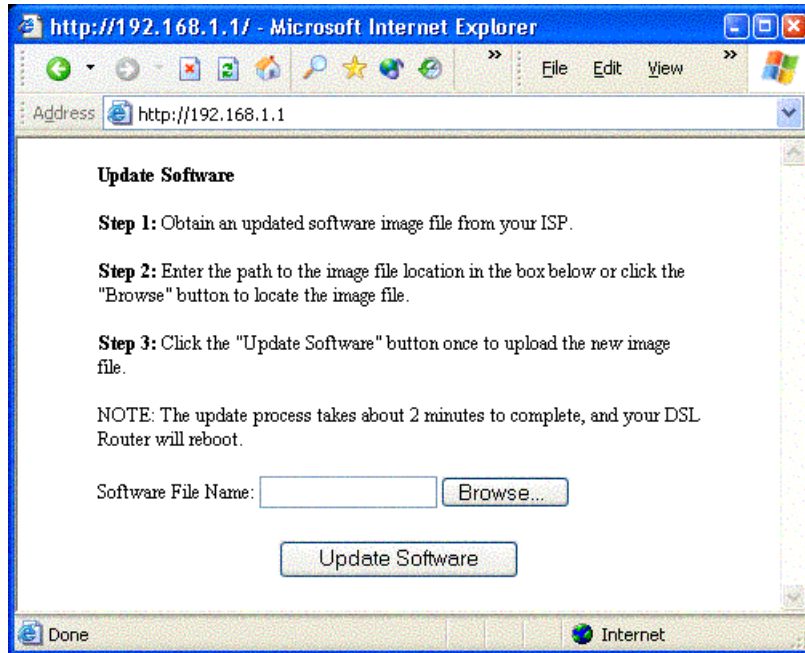 http://192.168.1.1/ - Microsoft Internet Explorer
» File Edit View »
Address http://192.168.1.1
Update Software
Step 1: Obtain an updated software image file from your ISP.
Step 2: Enter the path to the image file location in the box below or click the
"Browse" button to locate the image file.
Step 3: Click the "Update Software" button once to upload the new image
file.
NOTE: The update process takes about 2 minutes to complete, and your DSL
Router will reboot.
Software File Name: Browse...
Update Software
Done Internet